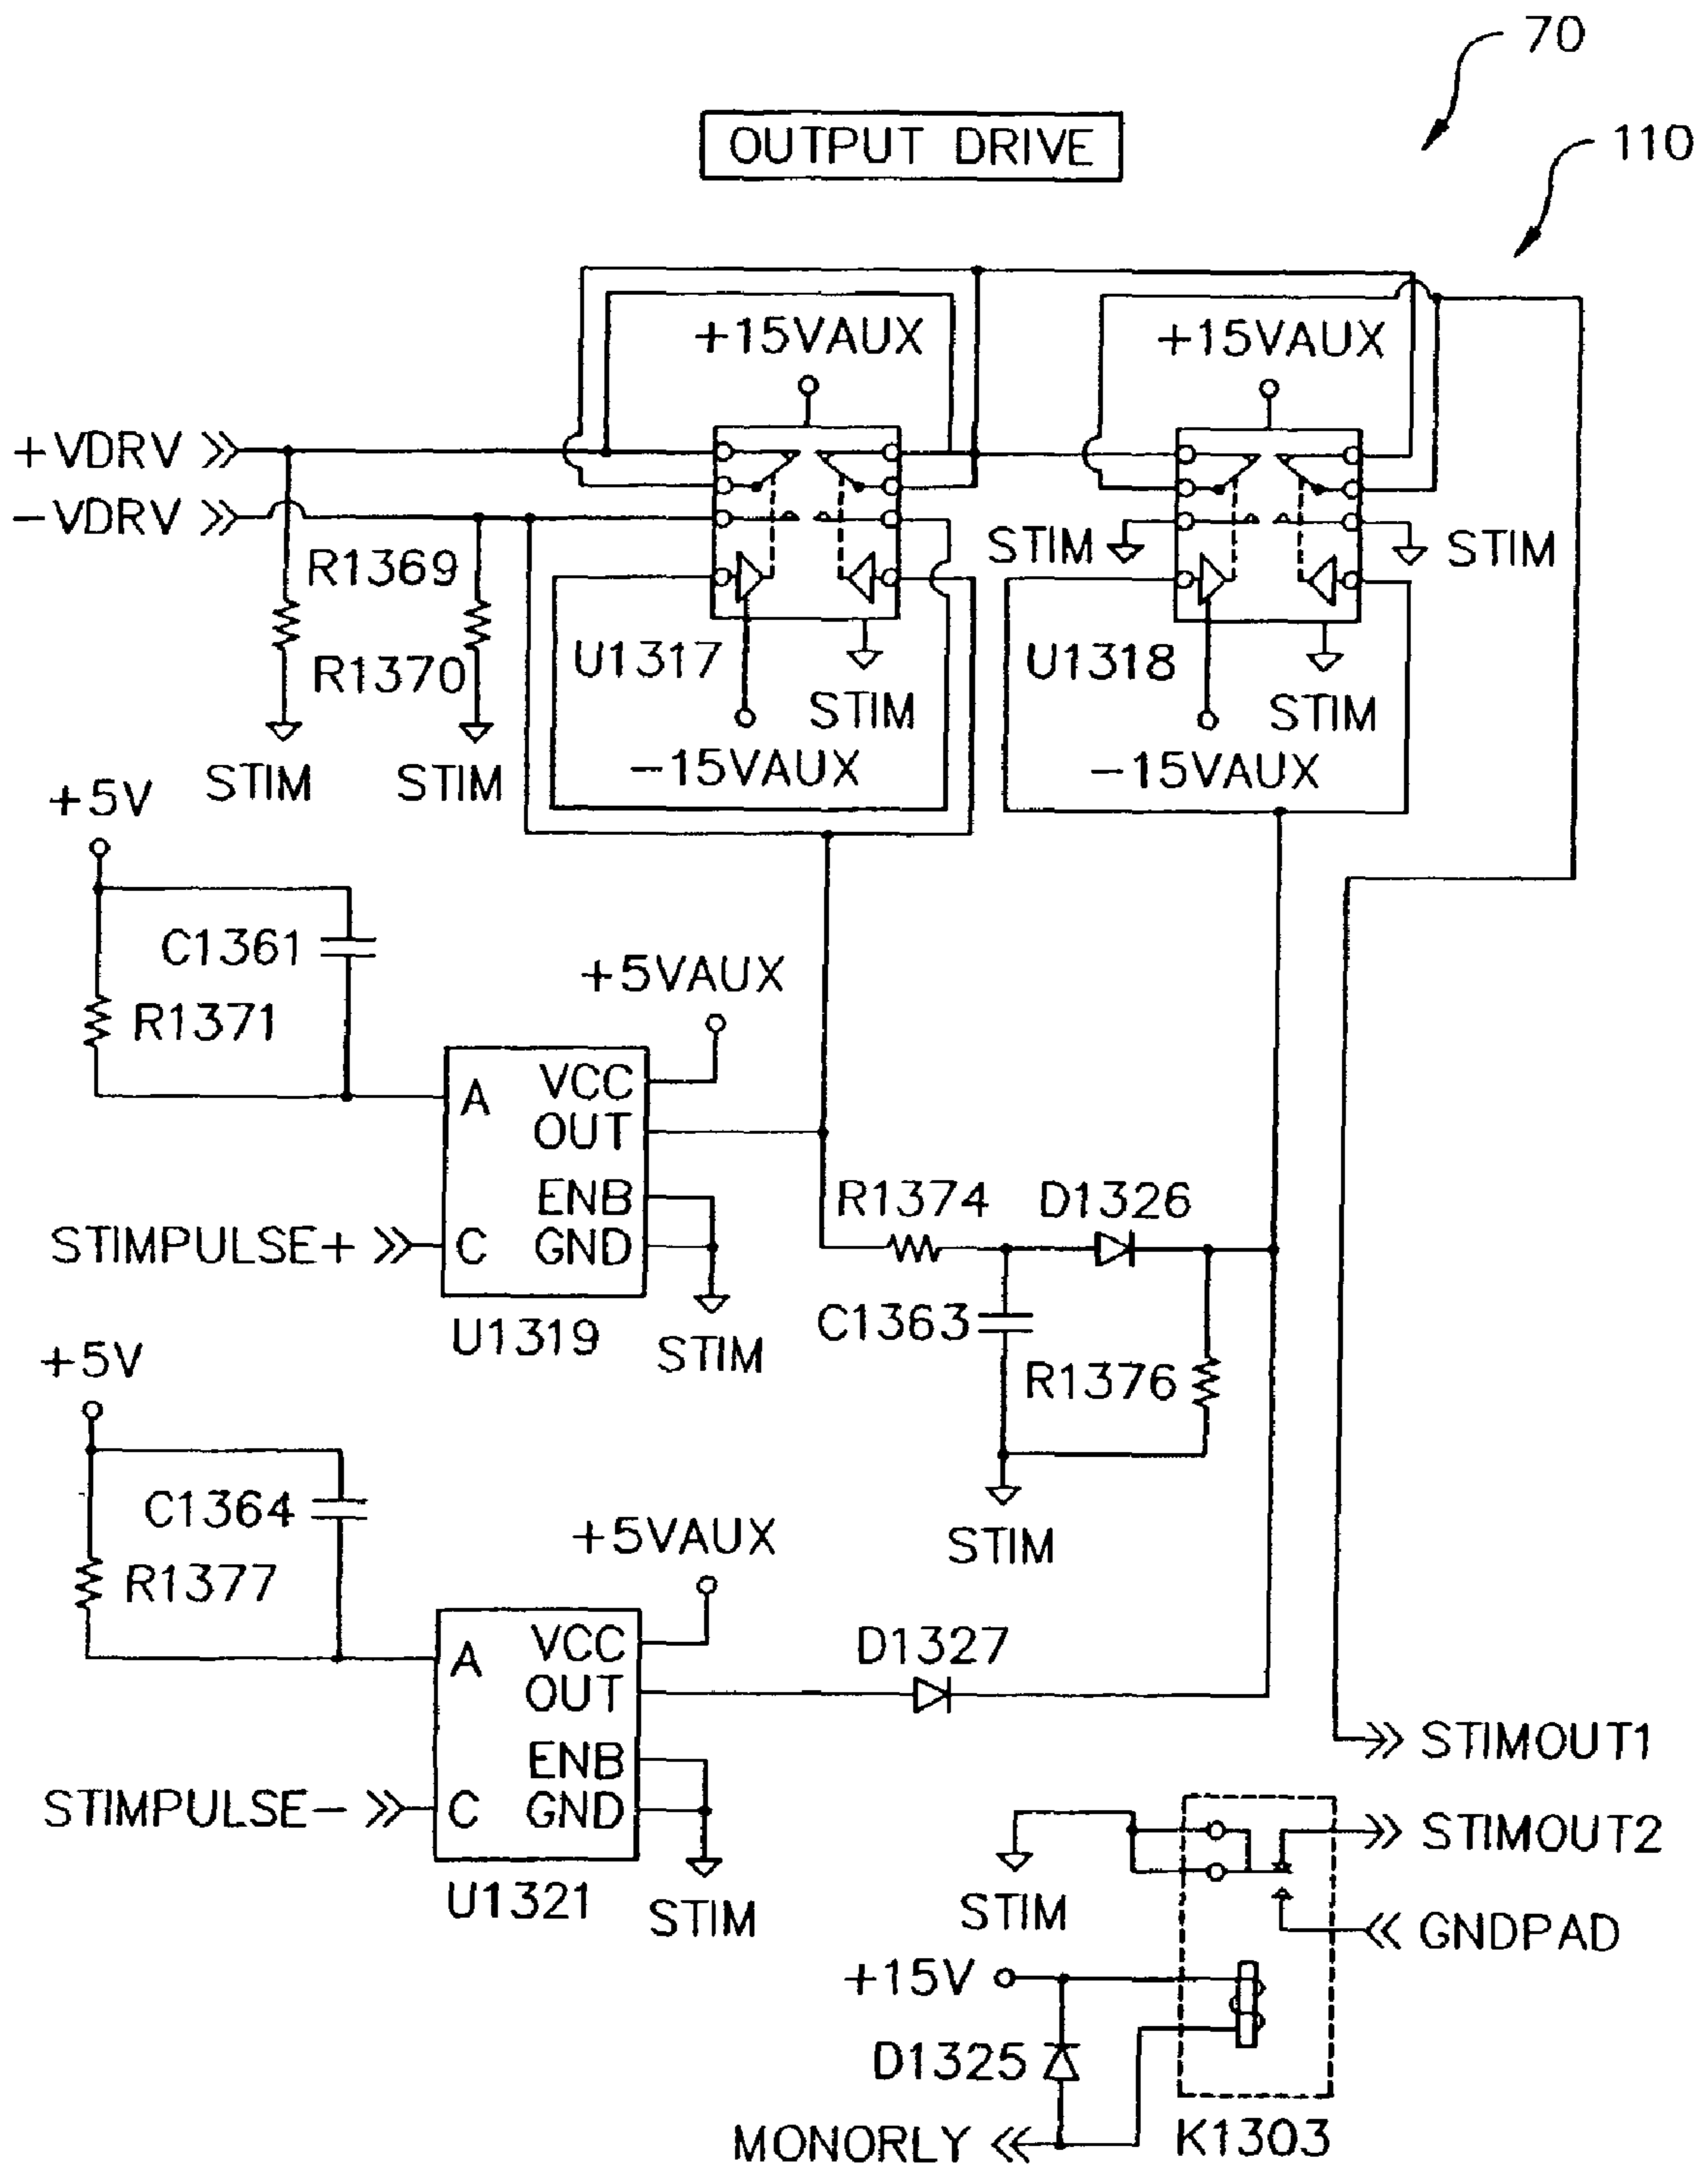 70
OUTPUT DRIVE
110
+15VAUX
+15VAUX
+VDRV
-VDRV
STIM
STIM
R1369
R1370
U1317
U1318
STIM
STIM
-15VAUX
-15VAUX
STIM
STIM
+5V
C1361
R1371
+5VAUX
A
VCC
OUT
ENB
GND
C
STIMPULSE+
U1319
STIM
R1374
D1326
C1363
R1376
STIM
+5V
C1364
R1377
+5VAUX
A
VCC
OUT
ENB
GND
C
STIMPULSE-
U1321
STIM
D1327
STIMOUT1
STIMOUT2
STIM
GNDPAD
+15V
D1325
MONORLY
K1303